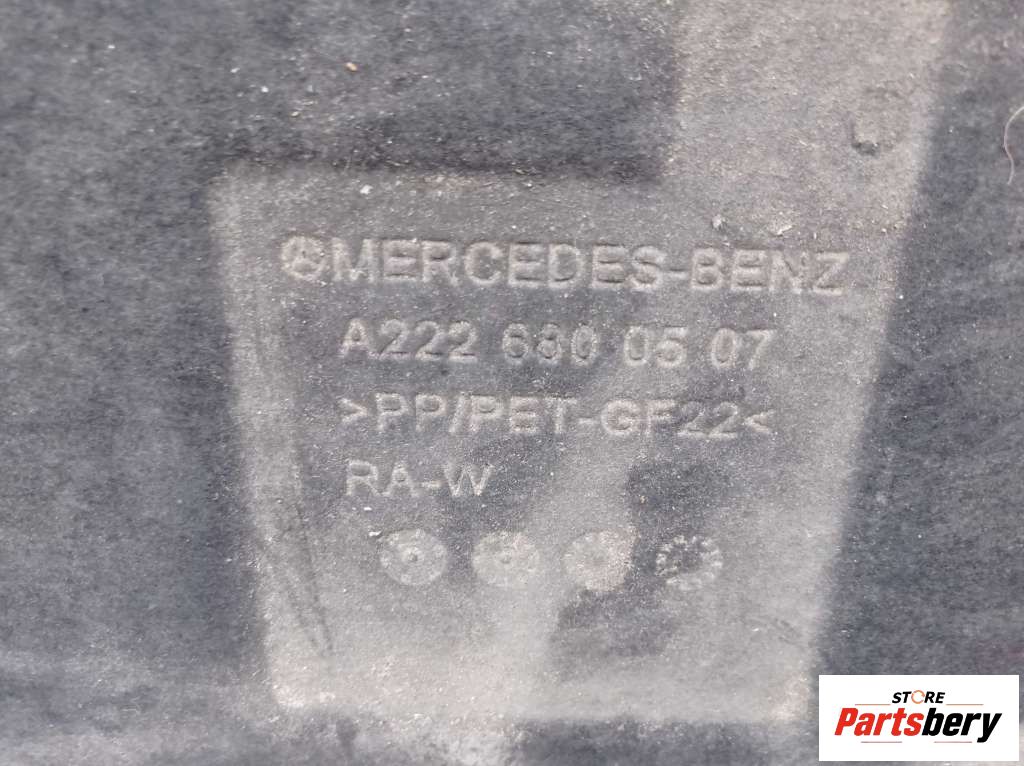 MERCEDES-BENZ
A222 680 05 07
>PP/PET-GF22<
RA-W
STORE
Partsbery